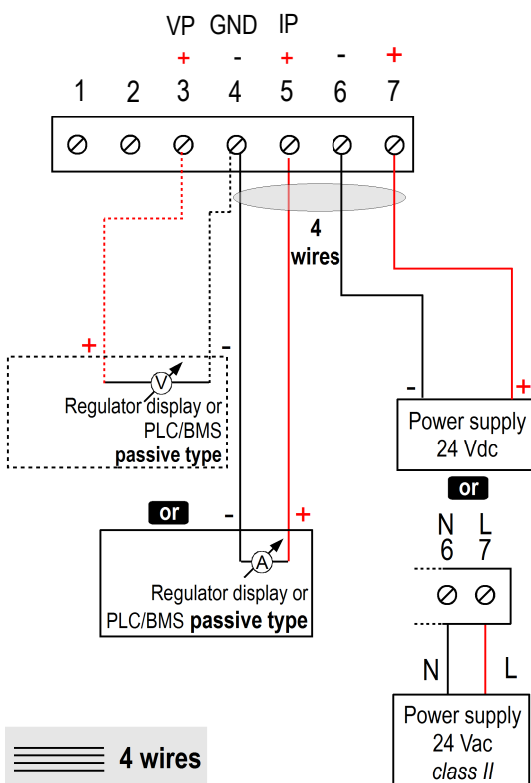 VP GND IP
+ - + - +
1 2 3 4 5 6 7
4
wires
+ -
V
Regulator display or
PLC/BMS
passive type
or
- +
A
Regulator display or
PLC/BMS passive type
- +
Power supply
24 Vdc
or
N L
6 7
N L
Power supply
24 Vac
class II
4 wires